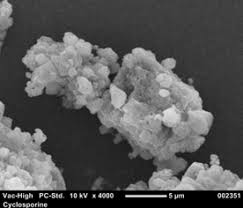 Vac-High PC-Std. 10 kV x 4000 5 μm 002351
Cyclosporine